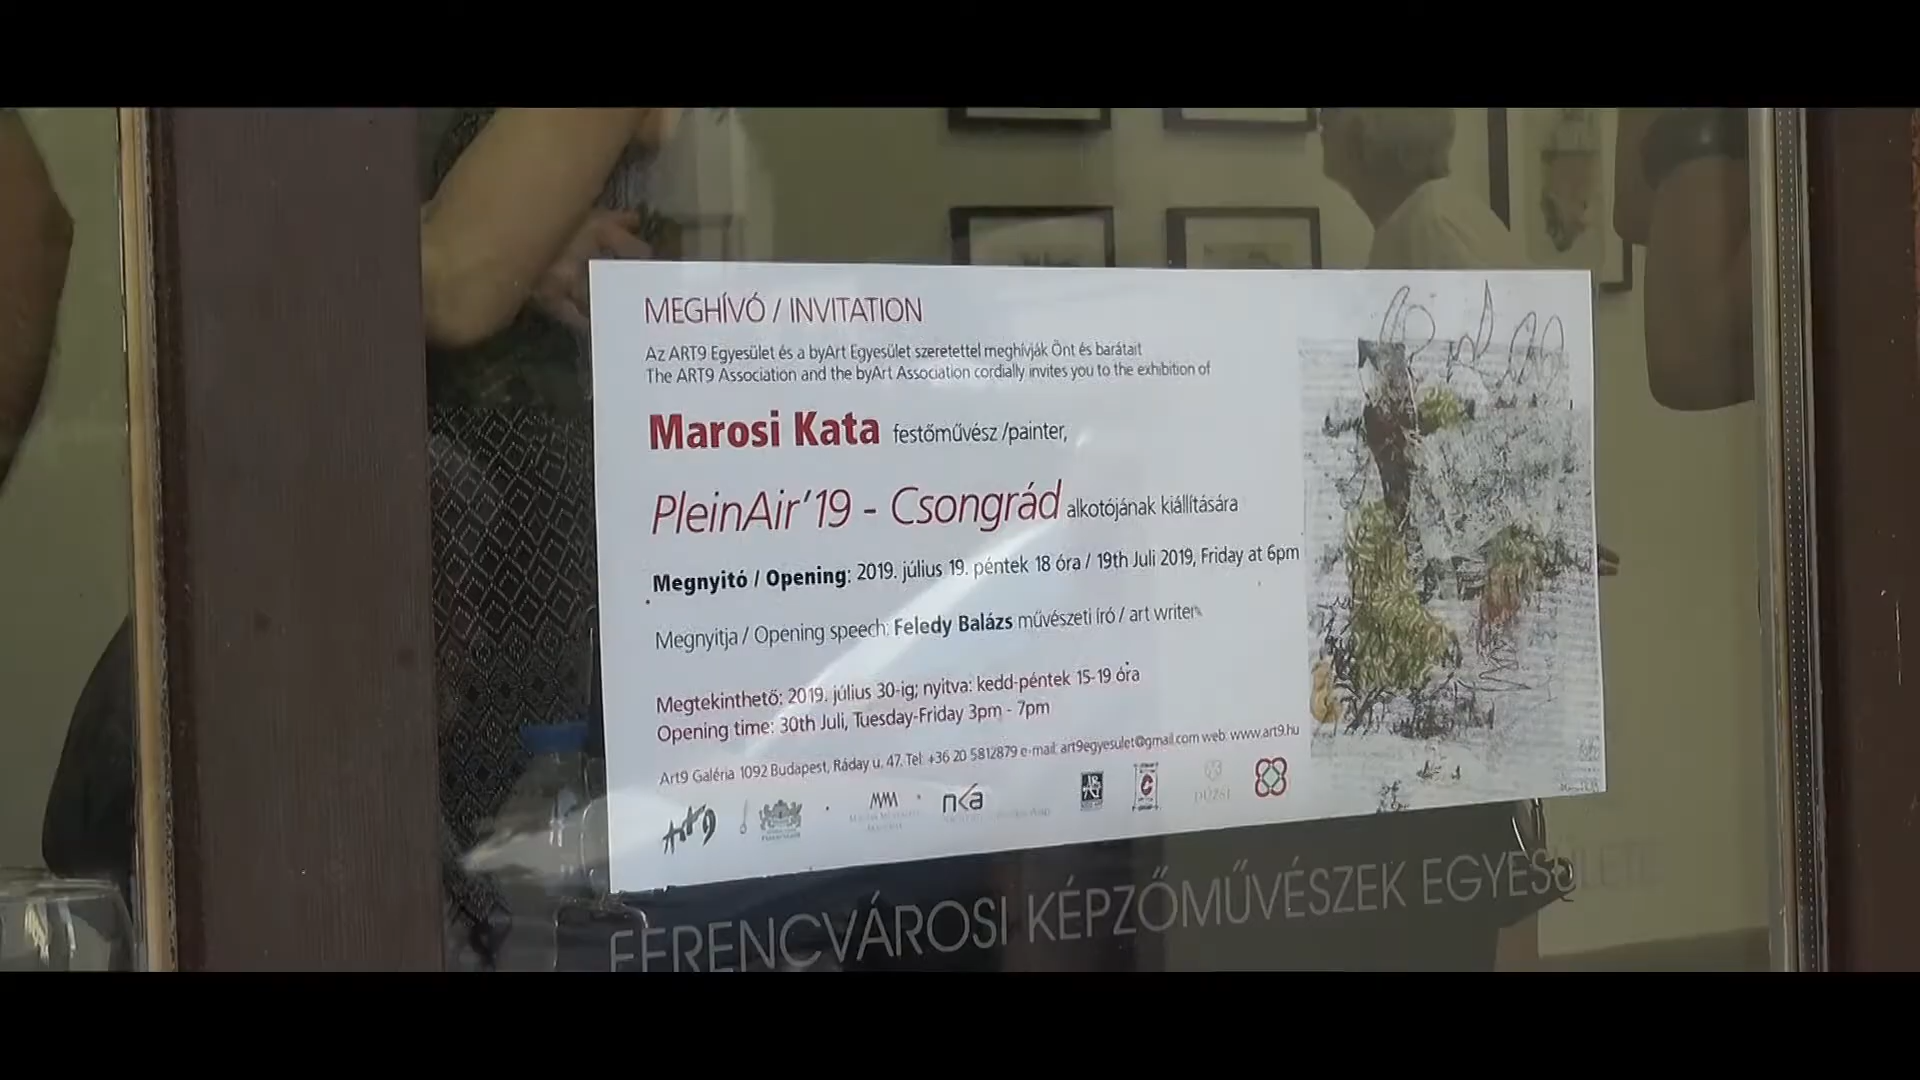 MEGHÍVÓ / INVITATION
Az ART9 Egyesület és a byArt Egyesület szeretettel meghívják Önt és barátait
The ART9 Association and the byArt Association cordially invites you to the exhibition of
Marosi Kata festőművész /painter,
PleinAir'19 - Csongrád alkotójának kiállítására
Megnyitó / Opening: 2019. július 19. péntek 18 óra / 19th Juli 2019, Friday at 6pm
Megnyitja / Opening speech: Feledy Balázs művészeti író / art writer
Megtekinthető: 2019. július 30-ig; nyitva: kedd-péntek 15-19 óra
Opening time: 30th Juli, Tuesday-Friday 3pm - 7pm
Art9 Galéria 1092 Budapest, Ráday u. 47. Tel: +36 20 5812879 e-mail: art9egyesulet@gmail.com web: www.art9.hu
Art9 nka
FERENCVÁROSI KÉPZŐMŰVÉSZEK EGYESÜLETE